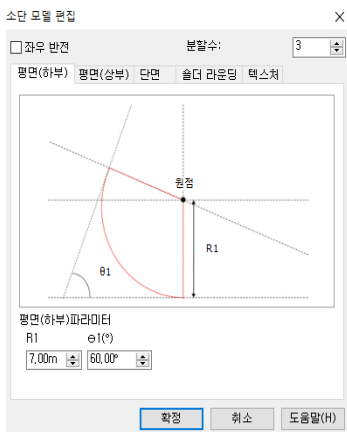 소단 모델 편집
좌우 반전 분할수: 3
평면(하부) 평면(상부) 단면 숄더 라운딩 텍스처
원점
R1
θ1
평면(하부)파라미터
R1 θ1(°)
7.00m 60.00°
확정 취소 도움말(H)